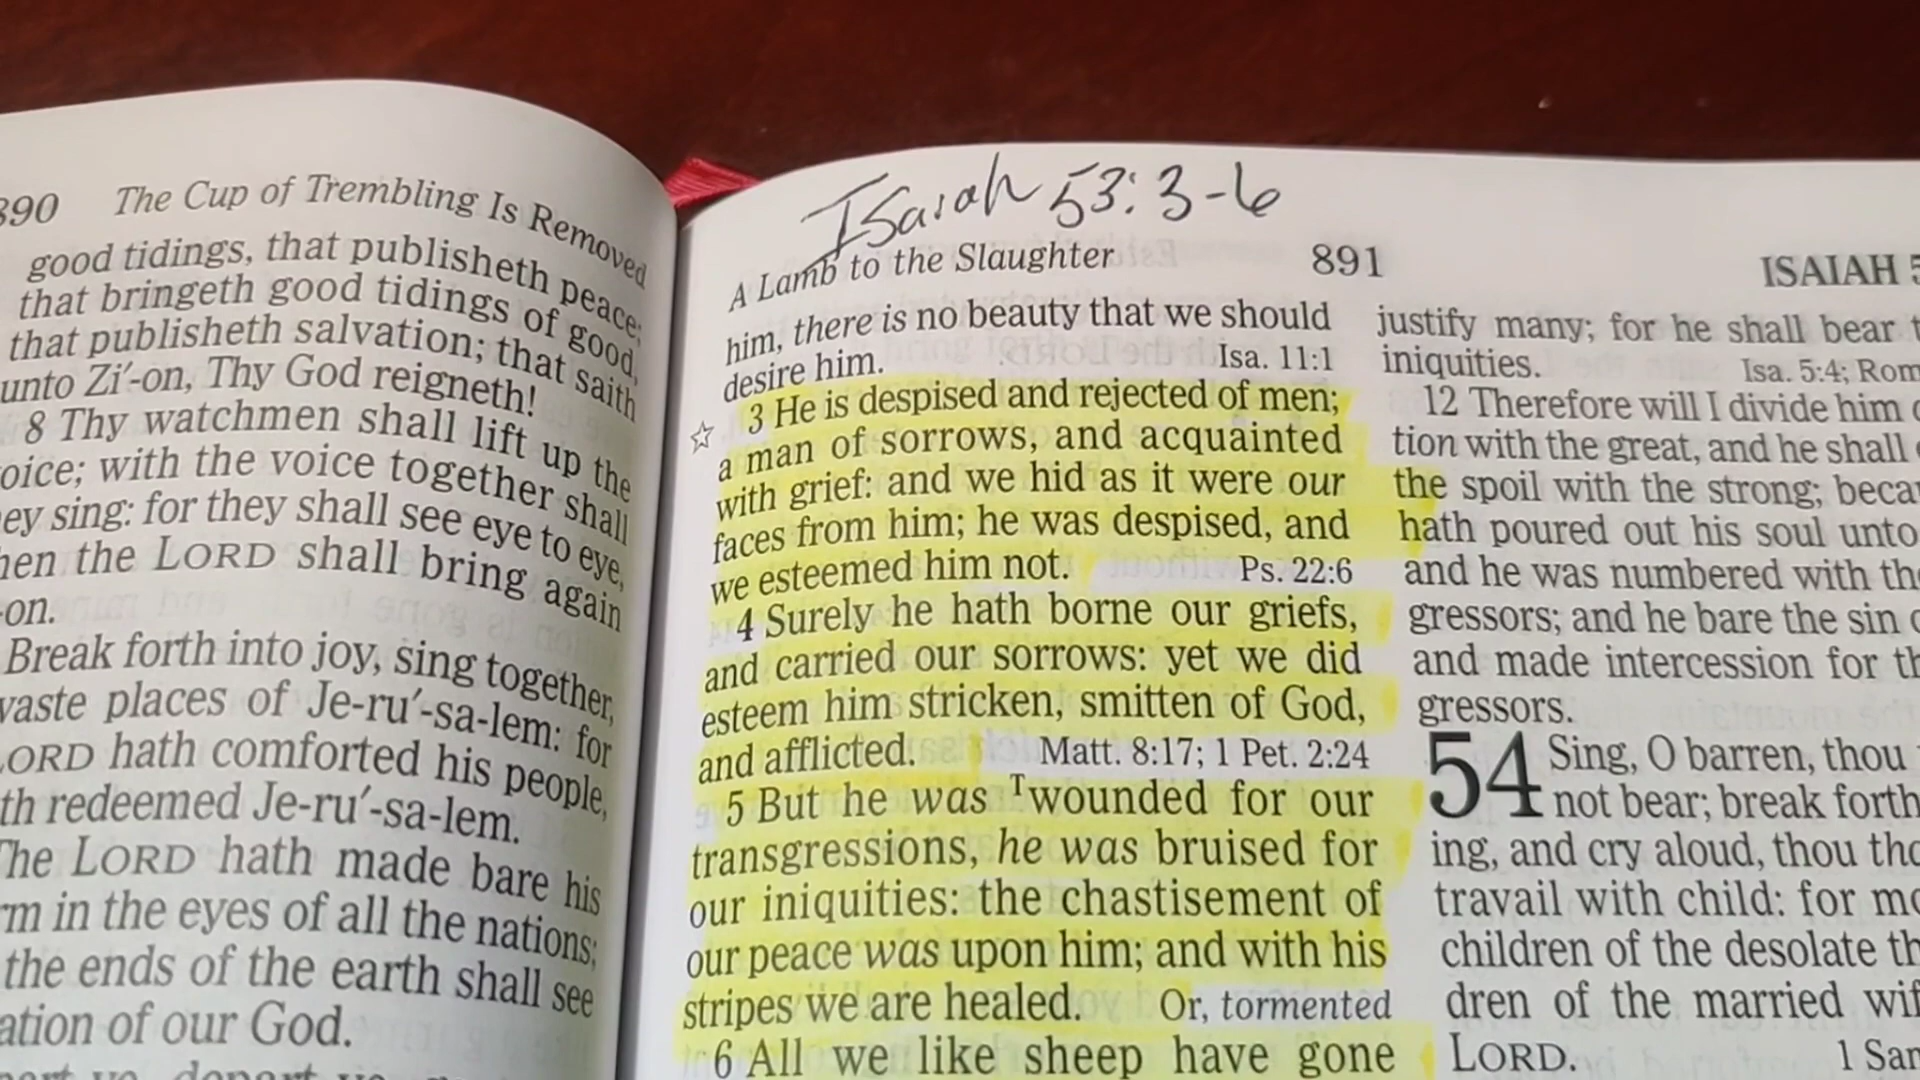 890 The Cup of Trembling Is Removed
good tidings, that publisheth peace;
that bringeth good tidings of good,
that publisheth salvation; that saith
unto Zi′-on, Thy God reigneth!
8 Thy watchmen shall lift up the
voice; with the voice together shall
ey sing: for they shall see eye to eye,
hen the LORD shall bring again
-on.
Break forth into joy, sing together,
waste places of Je-ru′-sa-lem: for
LORD hath comforted his people,
th redeemed Je-ru′-sa-lem.
The LORD hath made bare his
rm in the eyes of all the nations;
the ends of the earth shall see
ation of our God.
Isaiah 53:3-6
A Lamb to the Slaughter 891 ISAIAH 5
him, there is no beauty that we should
desire him. Isa. 11:1
☆ 3 He is despised and rejected of men;
a man of sorrows, and acquainted
with grief: and we hid as it were our
faces from him; he was despised, and
we esteemed him not. Ps. 22:6
4 Surely he hath borne our griefs,
and carried our sorrows: yet we did
esteem him stricken, smitten of God,
and afflicted. Matt. 8:17; 1 Pet. 2:24
5 But he was ᵀwounded for our
transgressions, he was bruised for
our iniquities: the chastisement of
our peace was upon him; and with his
stripes we are healed. Or, tormented
6 All we like sheep have gone
justify many; for he shall bear t
iniquities. Isa. 5:4; Rom
12 Therefore will I divide him
tion with the great, and he shall
the spoil with the strong; becau
hath poured out his soul unto
and he was numbered with the
gressors; and he bare the sin o
and made intercession for th
gressors.
54 Sing, O barren, thou
not bear; break forth
ing, and cry aloud, thou tho
travail with child: for mo
children of the desolate th
dren of the married wif
LORD. 1 Sam